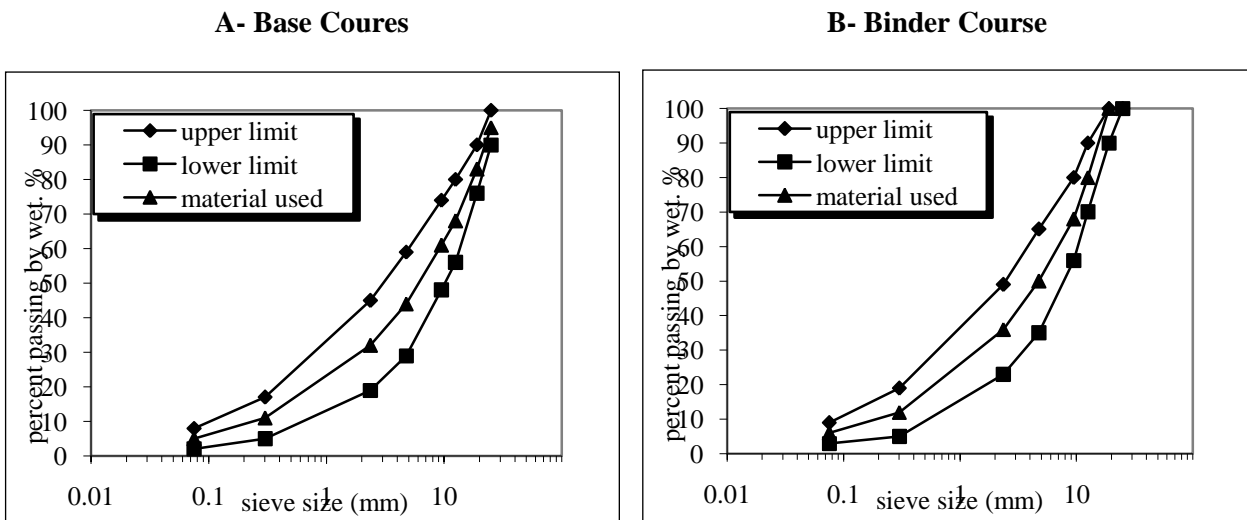 A- Base Coures
100
90
80
70
60
50
40
30
20
10
0
percent passing by wet. %
upper limit
lower limit
material used
0.01
0.1
1
10
sieve size (mm)
B- Binder Course
100
90
80
70
60
50
40
30
20
10
0
percent passing by wet. %
upper limit
lower limit
material used
0.01
0.1
1
10
sieve size (mm)